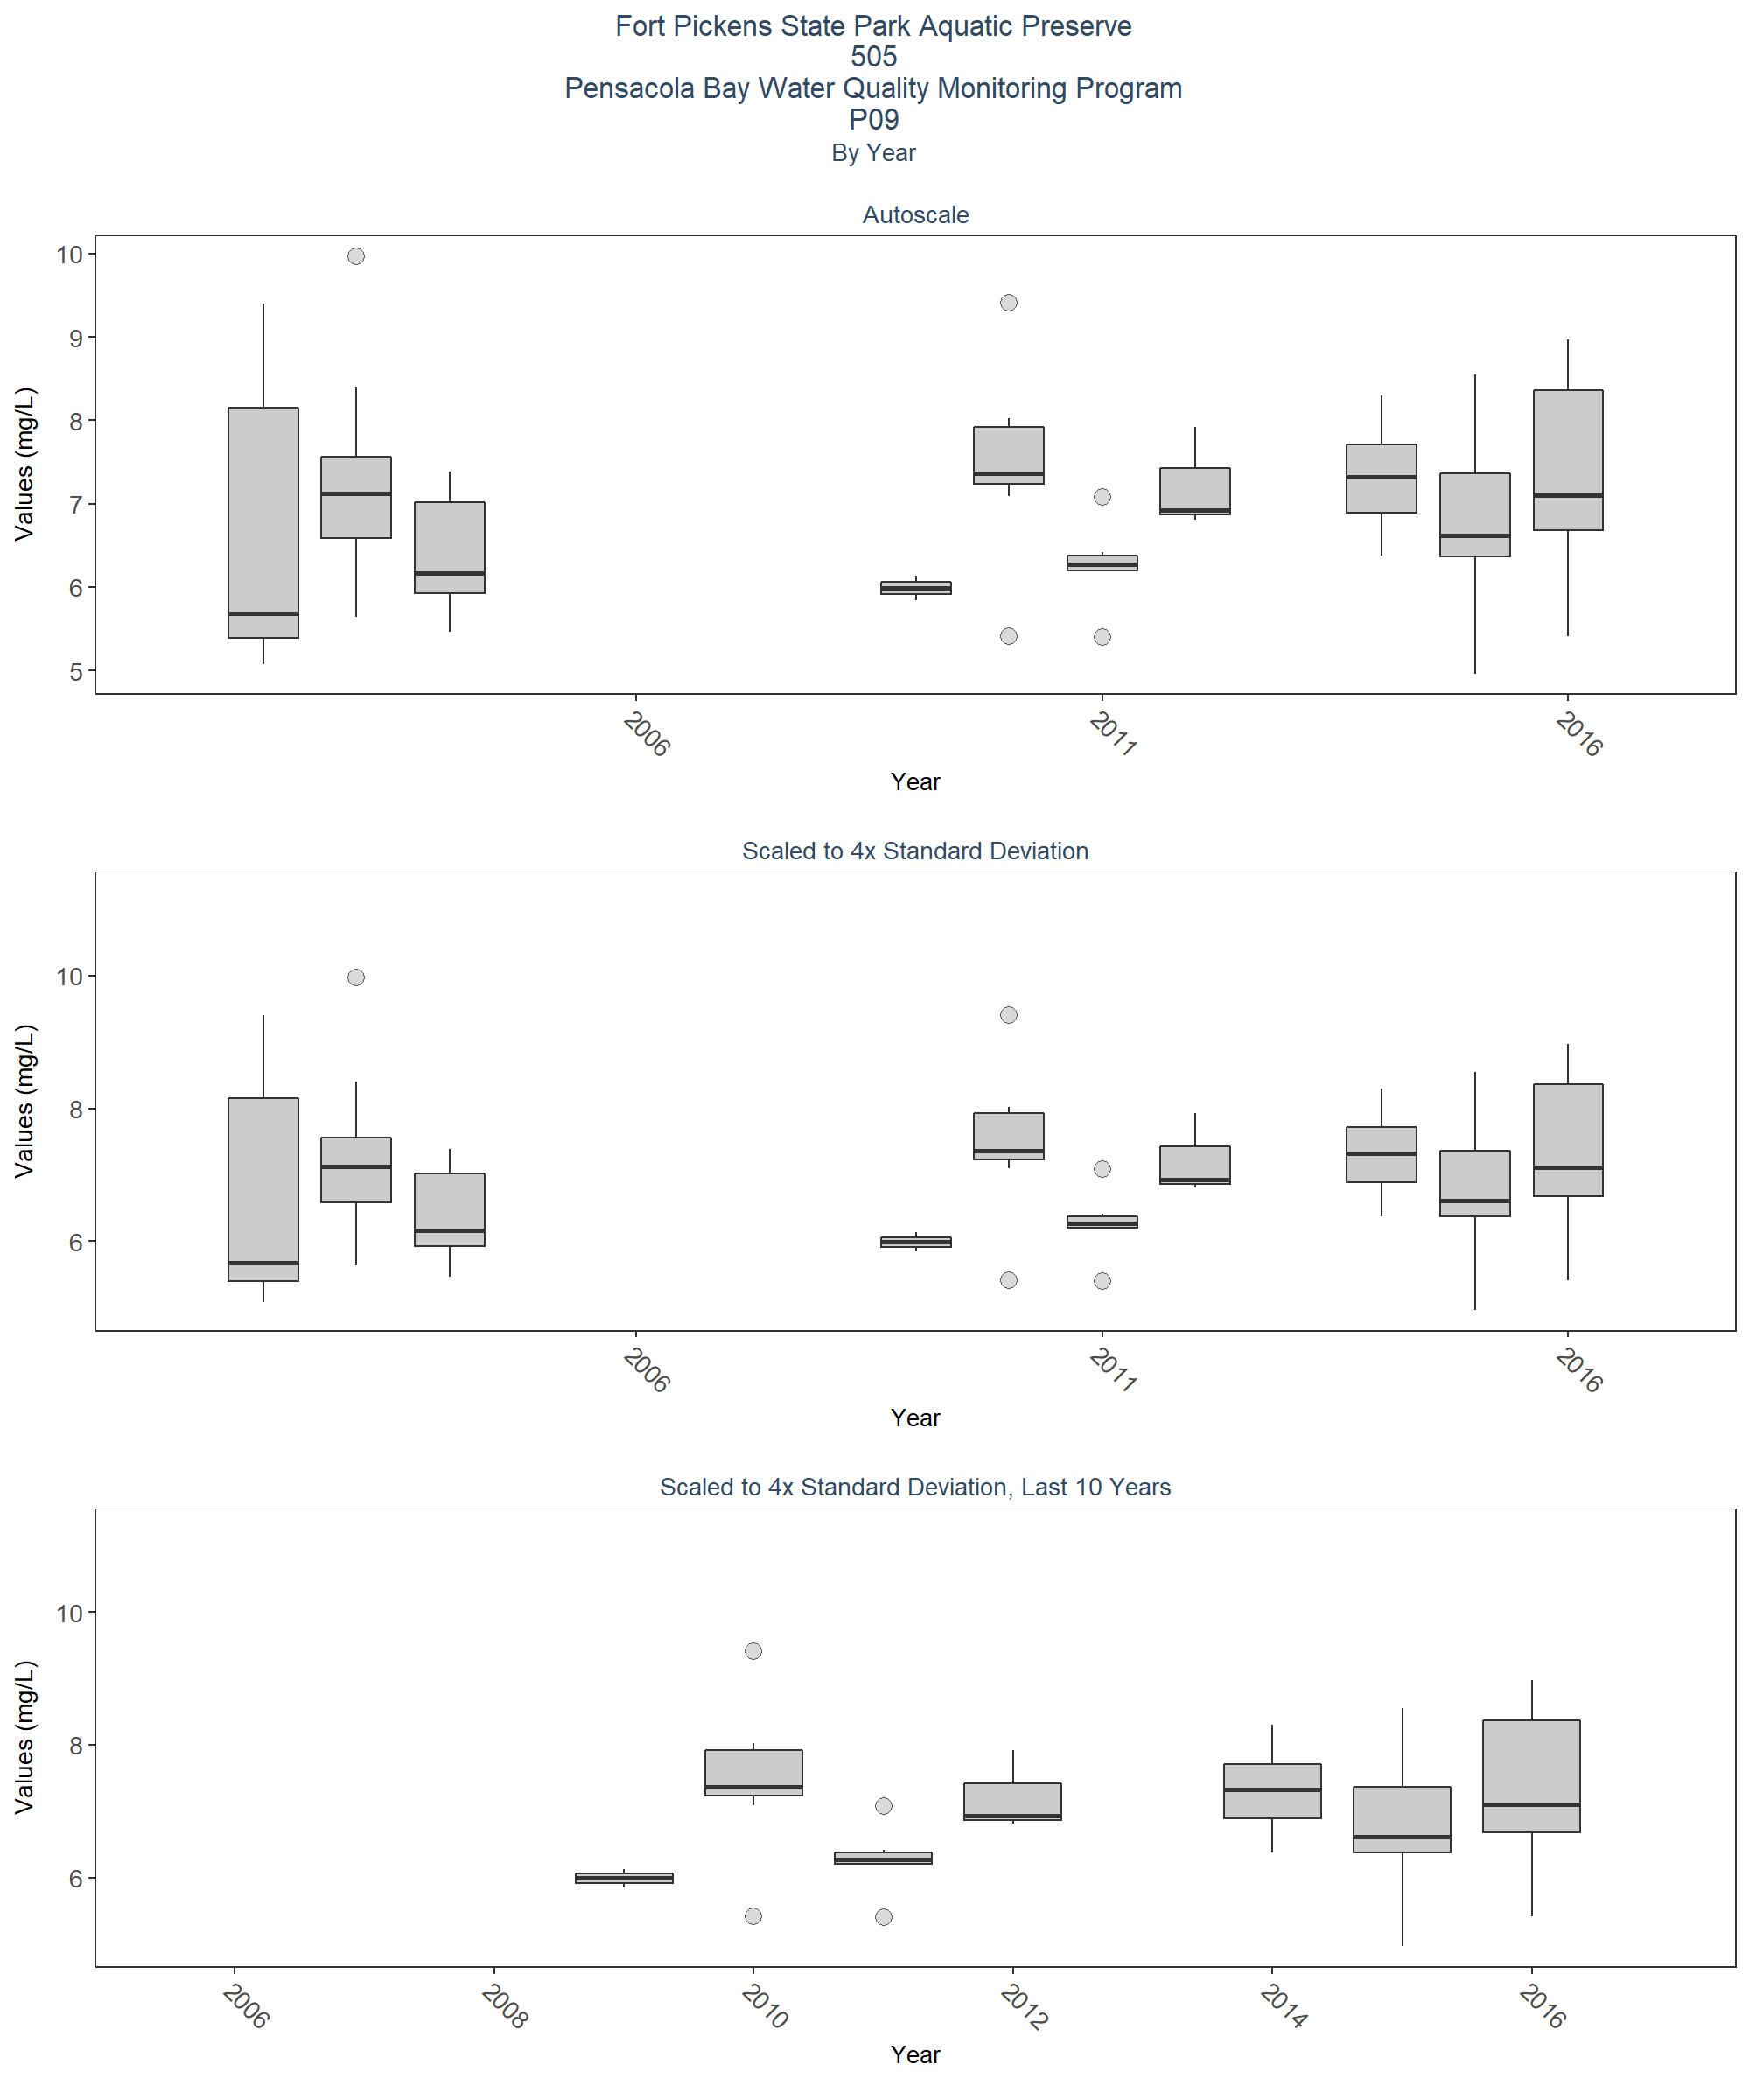 Fort Pickens State Park Aquatic Preserve
505
Pensacola Bay Water Quality Monitoring Program
P09
By Year
Autoscale
Values (mg/L)
10
9
8
7
6
5
2006
2011
2016
Year
Scaled to 4x Standard Deviation
Values (mg/L)
10
8
6
2006
2011
2016
Year
Scaled to 4x Standard Deviation, Last 10 Years
Values (mg/L)
10
8
6
2006
2008
2010
2012
2014
2016
Year